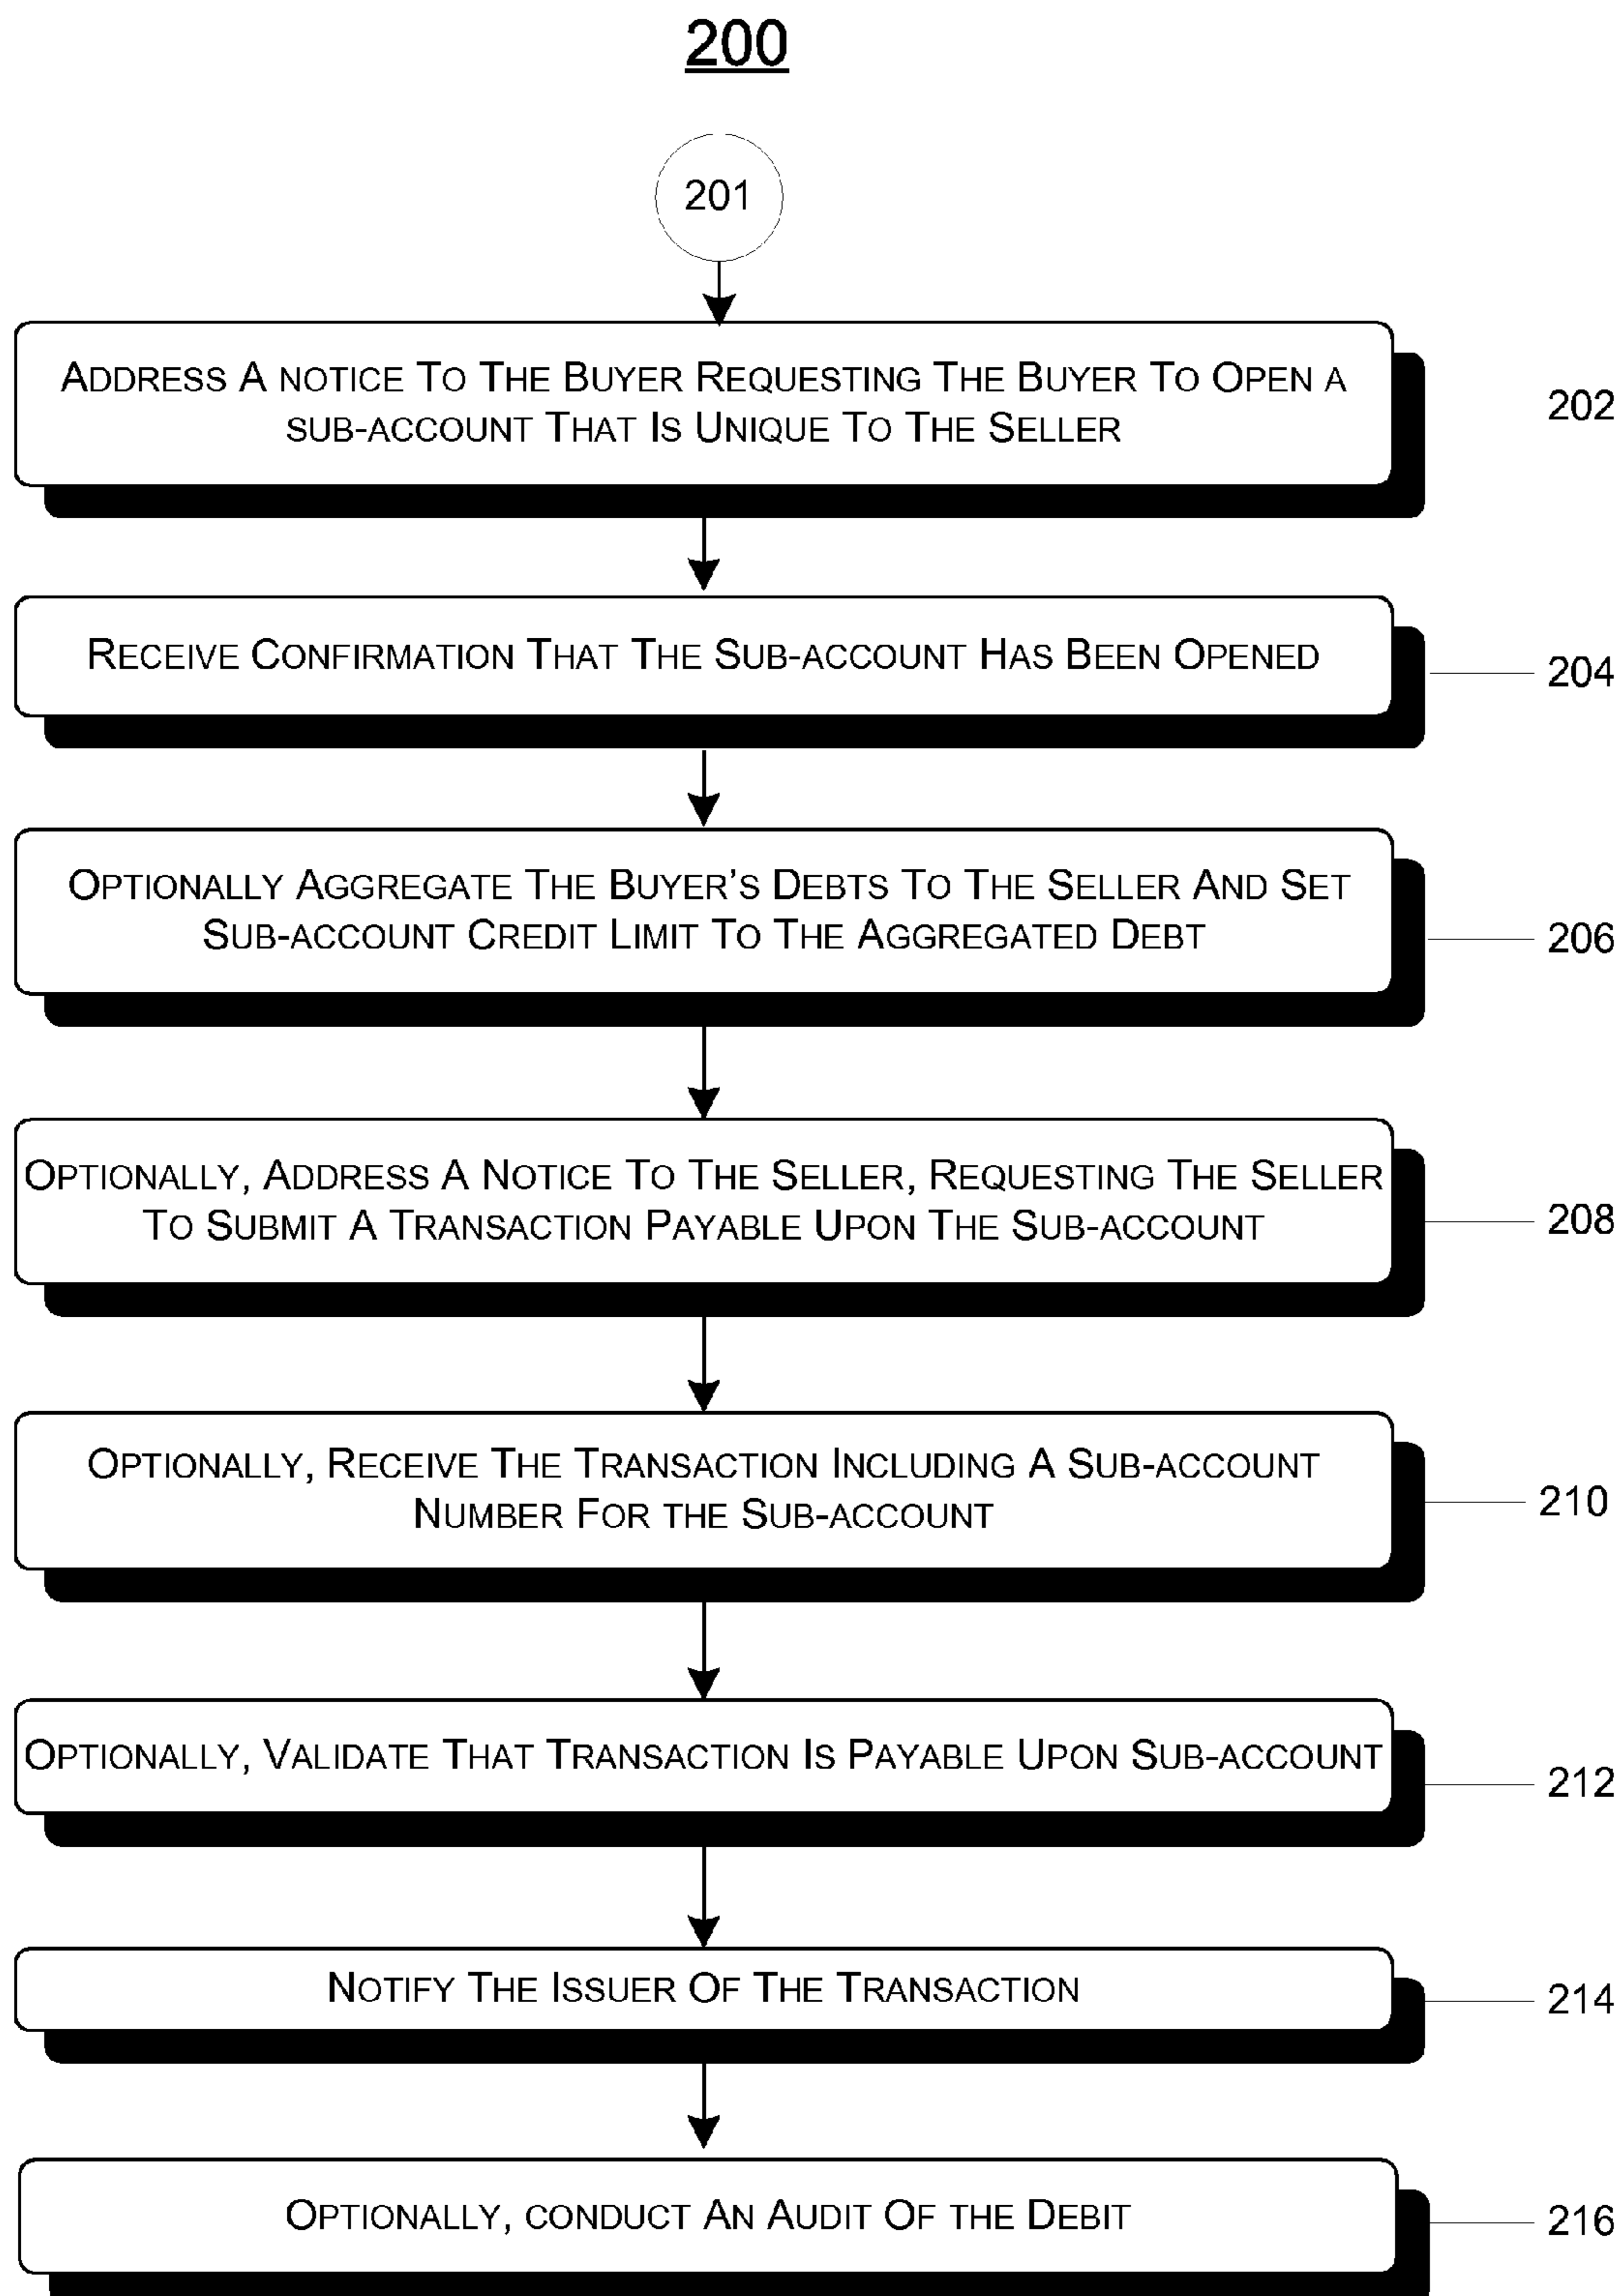 200
201
ADDRESS A NOTICE TO THE BUYER REQUESTING THE BUYER TO OPEN A
SUB-ACCOUNT THAT IS UNIQUE TO THE SELLER
202
RECEIVE CONFIRMATION THAT THE SUB-ACCOUNT HAS BEEN OPENED
204
OPTIONALLY AGGREGATE THE BUYER'S DEBTS TO THE SELLER AND SET
SUB-ACCOUNT CREDIT LIMIT TO THE AGGREGATED DEBT
206
OPTIONALLY, ADDRESS A NOTICE TO THE SELLER, REQUESTING THE SELLER
TO SUBMIT A TRANSACTION PAYABLE UPON THE SUB-ACCOUNT
208
OPTIONALLY, RECEIVE THE TRANSACTION INCLUDING A SUB-ACCOUNT
NUMBER FOR THE SUB-ACCOUNT
210
OPTIONALLY, VALIDATE THAT TRANSACTION IS PAYABLE UPON SUB-ACCOUNT
212
NOTIFY THE ISSUER OF THE TRANSACTION
214
OPTIONALLY, CONDUCT AN AUDIT OF THE DEBIT
216